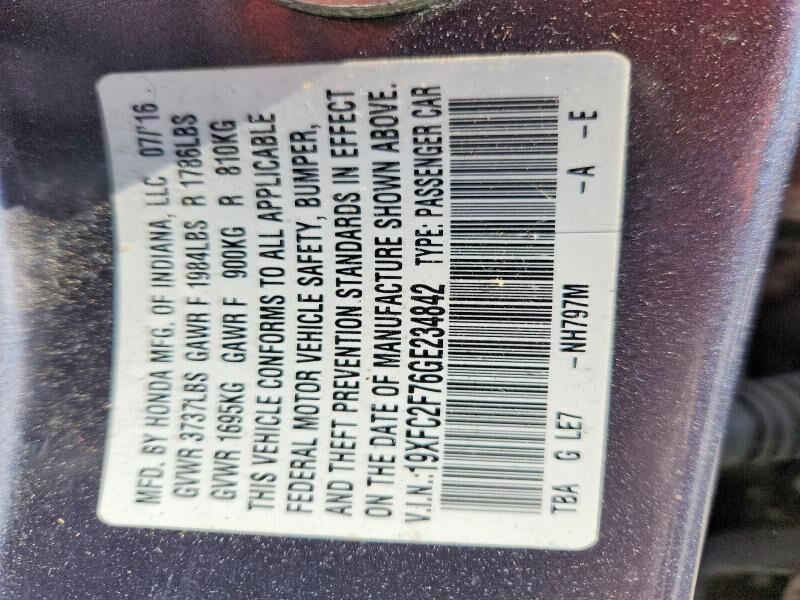 MFD. BY HONDA MFG. OF INDIANA, LLC 07/'16
GVWR 3737LBS GAWR F 1984LBS R 1786LBS
GVWR 1695KG GAWR F 900KG R 810KG
THIS VEHICLE CONFORMS TO ALL APPLICABLE
FEDERAL MOTOR VEHICLE SAFETY, BUMPER,
AND THEFT PREVENTION STANDARDS IN EFFECT
ON THE DATE OF MANUFACTURE SHOWN ABOVE.
V.I.N.:19XFC2F76GE234842 TYPE: PASSENGER CAR
TBA G LE7 -NH797M -A -E